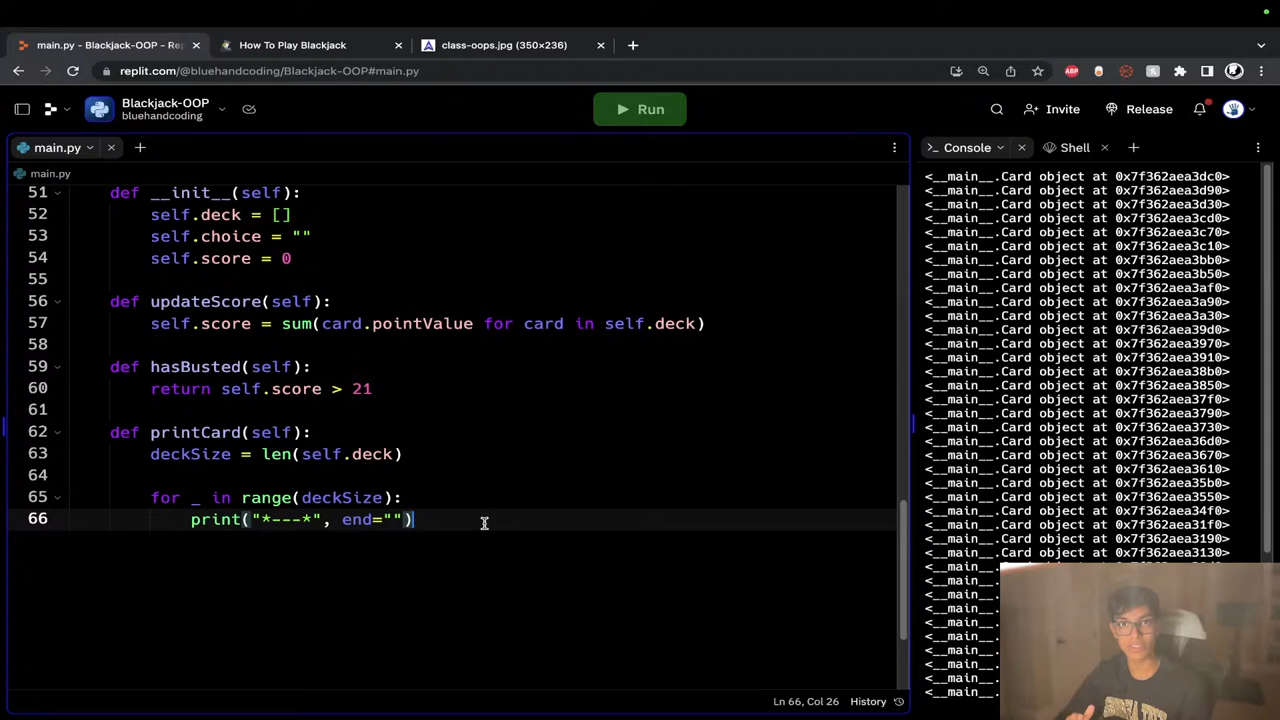 main.py - Blackjack-OOP - Rep
How To Play Blackjack
class-oops.jpg (350×236)
replit.com/@bluehandcoding/Blackjack-OOP#main.py
ABP
Blackjack-OOP
bluehandcoding
Run
Invite
Release
main.py
Console
Shell
main.py
51 def __init__(self):
52 self.deck = []
53 self.choice = ""
54 self.score = 0
55
56 def updateScore(self):
57 self.score = sum(card.pointValue for card in self.deck)
58
59 def hasBusted(self):
60 return self.score > 21
61
62 def printCard(self):
63 deckSize = len(self.deck)
64
65 for _ in range(deckSize):
66 print("*---*", end="")
<__main__.Card object at 0x7f362aea3dc0>
<__main__.Card object at 0x7f362aea3d90>
<__main__.Card object at 0x7f362aea3d30>
<__main__.Card object at 0x7f362aea3cd0>
<__main__.Card object at 0x7f362aea3c70>
<__main__.Card object at 0x7f362aea3c10>
<__main__.Card object at 0x7f362aea3bb0>
<__main__.Card object at 0x7f362aea3b50>
<__main__.Card object at 0x7f362aea3af0>
<__main__.Card object at 0x7f362aea3a90>
<__main__.Card object at 0x7f362aea3a30>
<__main__.Card object at 0x7f362aea39d0>
<__main__.Card object at 0x7f362aea3970>
<__main__.Card object at 0x7f362aea3910>
<__main__.Card object at 0x7f362aea38b0>
<__main__.Card object at 0x7f362aea3850>
<__main__.Card object at 0x7f362aea37f0>
<__main__.Card object at 0x7f362aea3790>
<__main__.Card object at 0x7f362aea3730>
<__main__.Card object at 0x7f362aea36d0>
<__main__.Card object at 0x7f362aea3670>
<__main__.Card object at 0x7f362aea3610>
<__main__.Card object at 0x7f362aea35b0>
<__main__.Card object at 0x7f362aea3550>
<__main__.Card object at 0x7f362aea34f0>
<__main__.Card object at 0x7f362aea31f0>
<__main__.Card object at 0x7f362aea3190>
<__main__.Card object at 0x7f362aea3130>
<__main__.
<__main__.
<__main__.
<__main__.
<__main__.
<__main__.
<__main__.
<__main__.
<__main__.
<__main__.
Ln 66, Col 26
History